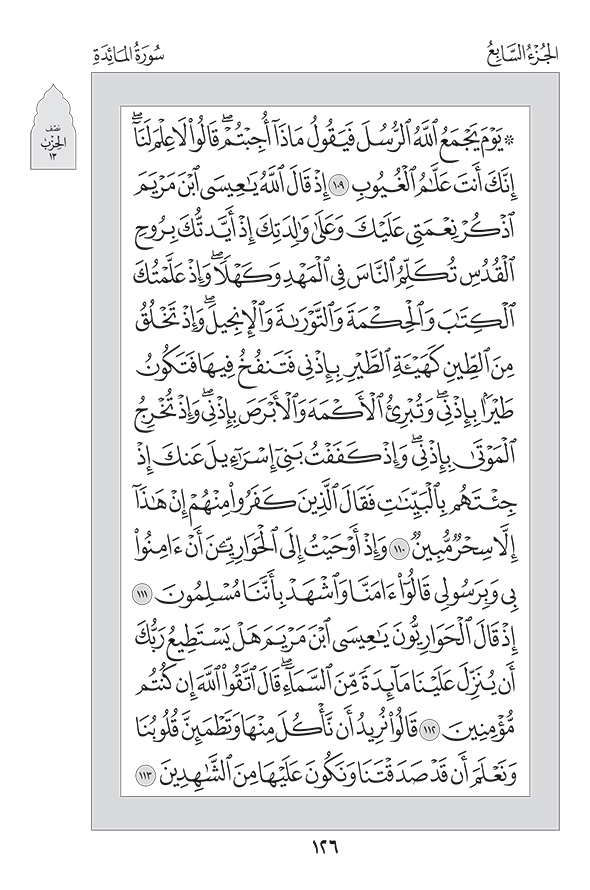 الجُزْءُ السَّابِعُ
سُورَةُ المَائِدَةِ
نصف
الحِزْب
١٣
۞ يَوْمَ يَجْمَعُ ٱللَّهُ ٱلرُّسُلَ فَيَقُولُ مَاذَآ أُجِبْتُمْۖ قَالُوا۟ لَا عِلْمَ لَنَآۖ
إِنَّكَ أَنتَ عَلَّٰمُ ٱلْغُيُوبِ ١٠٩ إِذْ قَالَ ٱللَّهُ يَٰعِيسَى ٱبْنَ مَرْيَمَ
ٱذْكُرْ نِعْمَتِى عَلَيْكَ وَعَلَىٰ وَٰلِدَتِكَ إِذْ أَيَّدتُّكَ بِرُوحِ
ٱلْقُدُسِ تُكَلِّمُ ٱلنَّاسَ فِى ٱلْمَهْدِ وَكَهْلًاۖ وَإِذْ عَلَّمْتُكَ
ٱلْكِتَٰبَ وَٱلْحِكْمَةَ وَٱلتَّوْرَىٰةَ وَٱلْإِنجِيلَۖ وَإِذْ تَخْلُقُ
مِنَ ٱلطِّينِ كَهَيْـَٔةِ ٱلطَّيْرِ بِإِذْنِى فَتَنفُخُ فِيهَا فَتَكُونُ
طَيْرًۢا بِإِذْنِىۖ وَتُبْرِئُ ٱلْأَكْمَهَ وَٱلْأَبْرَصَ بِإِذْنِىۖ وَإِذْ تُخْرِجُ
ٱلْمَوْتَىٰ بِإِذْنِىۖ وَإِذْ كَفَفْتُ بَنِىٓ إِسْرَٰٓءِيلَ عَنكَ إِذْ
جِئْتَهُم بِٱلْبَيِّنَٰتِ فَقَالَ ٱلَّذِينَ كَفَرُوا۟ مِنْهُمْ إِنْ هَٰذَآ
إِلَّا سِحْرٌ مُّبِينٌ ١١٠ وَإِذْ أَوْحَيْتُ إِلَى ٱلْحَوَارِيِّـۧنَ أَنْ ءَامِنُوا۟
بِى وَبِرَسُولِى قَالُوٓا۟ ءَامَنَّا وَٱشْهَدْ بِأَنَّنَا مُسْلِمُونَ ١١١
إِذْ قَالَ ٱلْحَوَارِيُّونَ يَٰعِيسَى ٱبْنَ مَرْيَمَ هَلْ يَسْتَطِيعُ رَبُّكَ
أَن يُنَزِّلَ عَلَيْنَا مَآئِدَةً مِّنَ ٱلسَّمَآءِۖ قَالَ ٱتَّقُوا۟ ٱللَّهَ إِن كُنتُم
مُّؤْمِنِينَ ١١٢ قَالُوا۟ نُرِيدُ أَن نَّأْكُلَ مِنْهَا وَتَطْمَئِنَّ قُلُوبُنَا
وَنَعْلَمَ أَن قَدْ صَدَقْتَنَا وَنَكُونَ عَلَيْهَا مِنَ ٱلشَّٰهِدِينَ ١١٣
١٢٦